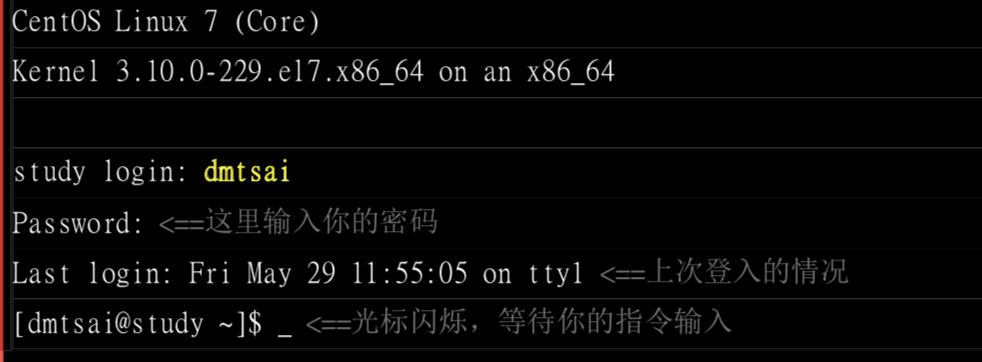 CentOS Linux 7 (Core)
Kernel 3.10.0-229.el7.x86_64 on an x86_64
study login: dmtsai
Password: <==这里输入你的密码
Last login: Fri May 29 11:55:05 on tty1 <==上次登入的情况
[dmtsai@study ~]$ _ <==光标闪烁，等待你的指令输入